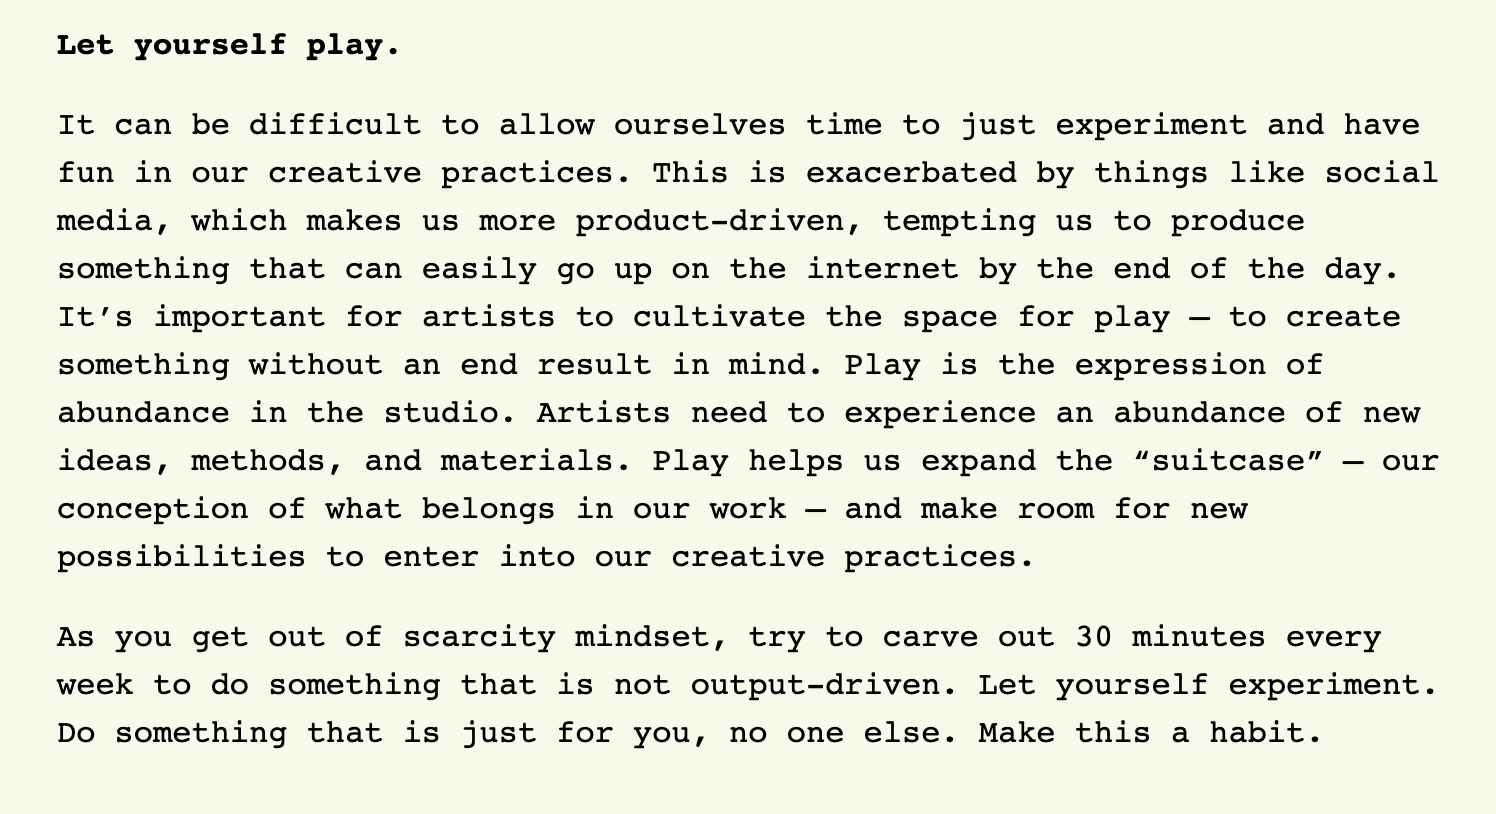 Let yourself play.
It can be difficult to allow ourselves time to just experiment and have
fun in our creative practices. This is exacerbated by things like social
media, which makes us more product-driven, tempting us to produce
something that can easily go up on the internet by the end of the day.
It’s important for artists to cultivate the space for play — to create
something without an end result in mind. Play is the expression of
abundance in the studio. Artists need to experience an abundance of new
ideas, methods, and materials. Play helps us expand the “suitcase” — our
conception of what belongs in our work — and make room for new
possibilities to enter into our creative practices.
As you get out of scarcity mindset, try to carve out 30 minutes every
week to do something that is not output-driven. Let yourself experiment.
Do something that is just for you, no one else. Make this a habit.